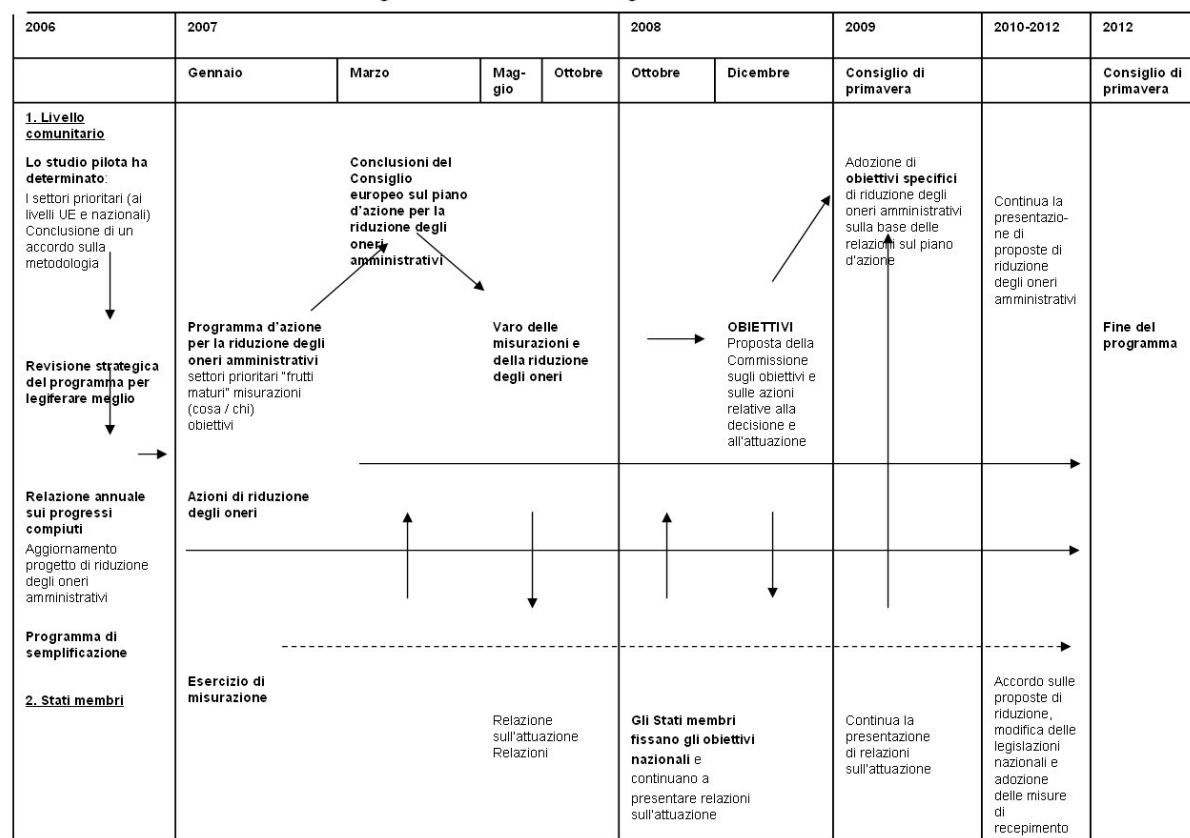 2006
2007
2008
2009
2010-2012
2012
Gennaio
Marzo
Mag-
gio
Ottobre
Ottobre
Dicembre
Consiglio di
primavera
Consiglio di
primavera
1. Livello
comunitario
Lo studio pilota ha
determinato:
I settori prioritari (ai
livelli UE e nazionali)
Conclusione di un
accordo sulla
metodologia
Revisione strategica
del programma per
legiferare meglio
Relazione annuale
sui progressi
compiuti
Aggiornamento
progetto di riduzione
degli oneri
amministrativi
Programma di
semplificazione
2. Stati membri
Programma d'azione
per la riduzione degli
oneri amministrativi
settori prioritari "frutti
maturi" misurazioni
(cosa / chi)
obiettivi
Azioni di riduzione
degli oneri
Esercizio di
misurazione
Conclusioni del
Consiglio
europeo sul piano
d'azione per la
riduzione degli
oneri
amministrativi
Varo delle
misurazioni e
della riduzione
degli oneri
Relazione
sull'attuazione
Relazioni
OBIETTIVI
Proposta della
Commissione
sugli obiettivi e
sulle azioni
relative alla
decisione e
all'attuazione
Gli Stati membri
fissano gli obiettivi
nazionali e
continuano a
presentare relazioni
sull'attuazione
Adozione di
obiettivi specifici
di riduzione degli
oneri amministrativi
sulla base delle
relazioni sul piano
d'azione
Continua la
presentazione
di relazioni
sull'attuazione
Continua la
presentazio-
ne di
proposte di
riduzione
degli oneri
amministrativi
Accordo sulle
proposte di
riduzione,
modifica delle
legislazioni
nazionali e
adozione
delle misure
di
recepimento
Fine del
programma